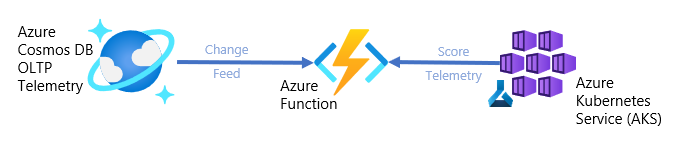 Azure
Cosmos DB
OLTP
Telemetry
Change
Feed
Azure
Function
Score
Telemetry
Azure
Kubernetes
Service (AKS)